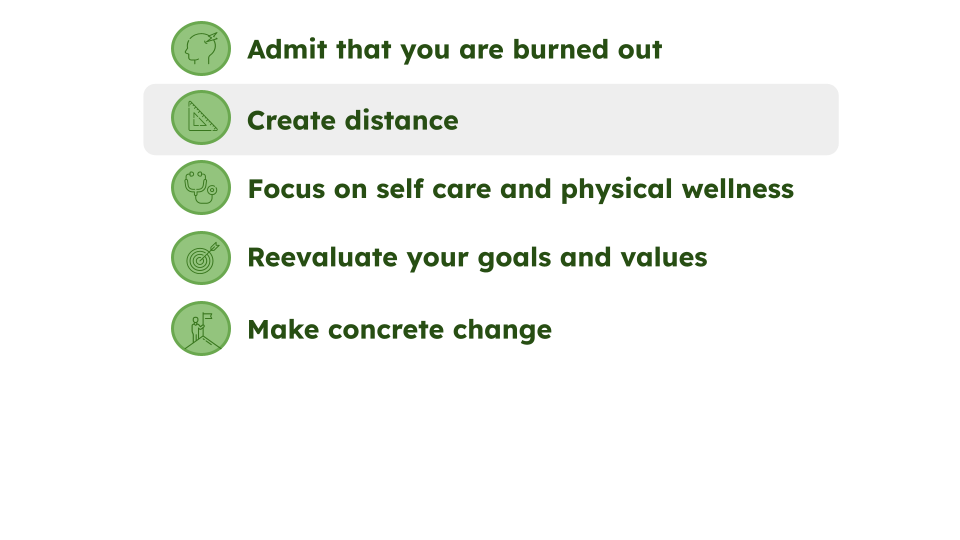 Admit that you are burned out
Create distance
Focus on self care and physical wellness
Reevaluate your goals and values
Make concrete change